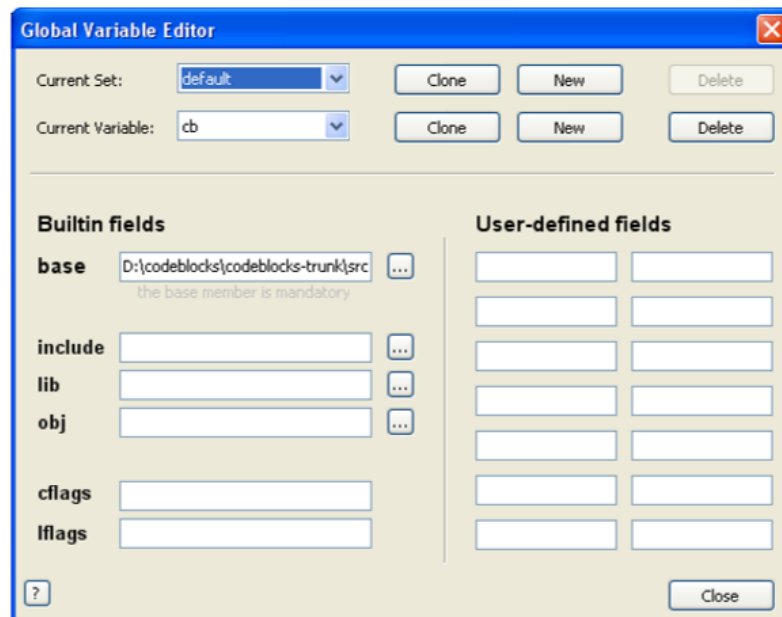 Global Variable Editor
Current Set: default Clone New Delete
Current Variable: cb Clone New Delete
Builtin fields User-defined fields
base D:\codeblocks\codeblocks-trunk\src ...
the base member is mandatory
include ...
lib ...
obj ...
cflags
lflags
? Close